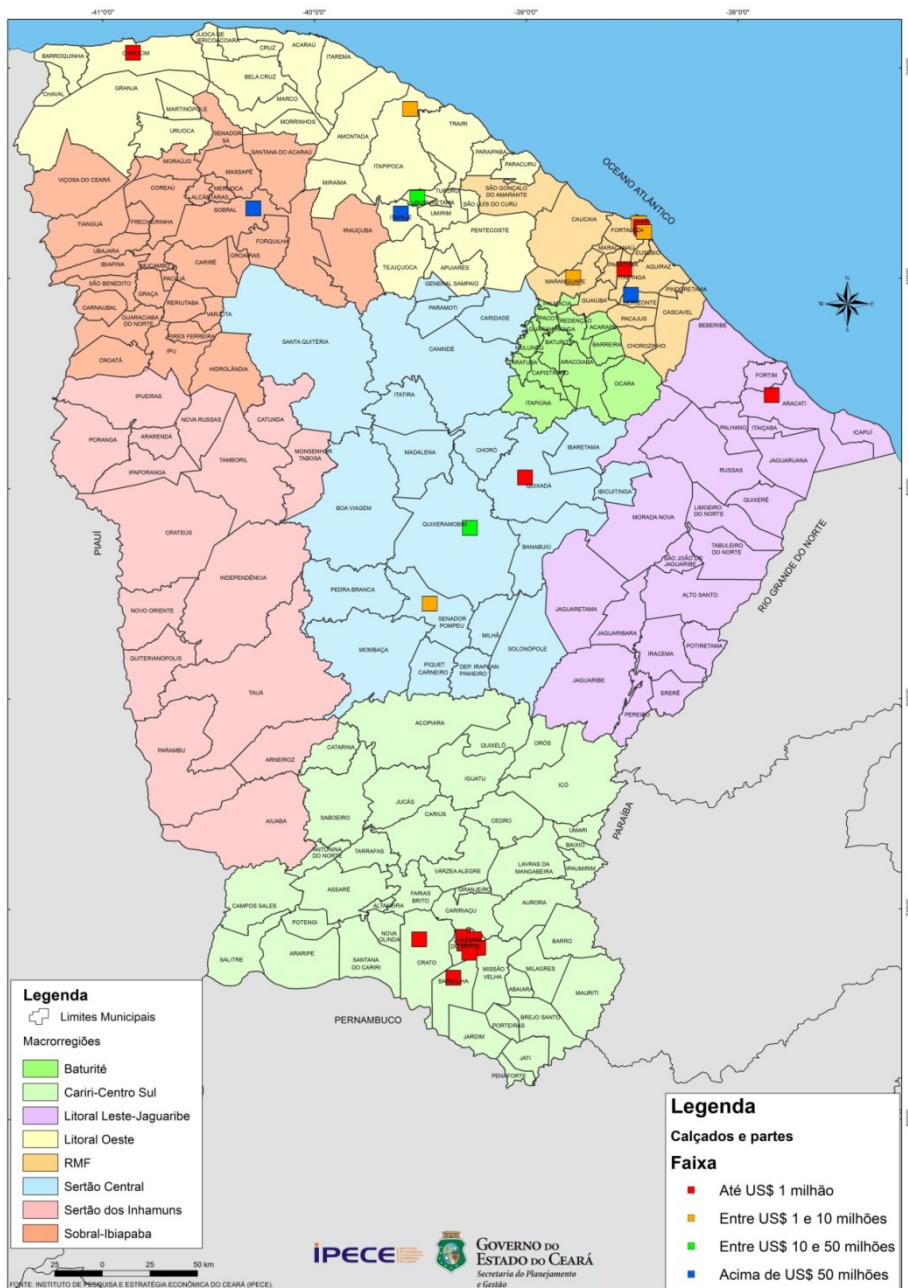 -41°0'0
-40°0'0
-39°0'0
-38°0'0
JIJOCA DE
JERICOACOARA
CRUZ
ACARAÚ
ITAREMA
BARROQUINHA
CHAVAL
GRANJA
BELA CRUZ
MARCO
MARTINÓPOLE
MORRINHOS
URUOCA
SENADOR
SÁ
AMONTADA
TRAIRI
ITAPIPOCA
PARAIPABA
PARACURU
OCEANO ATLÂNTICO
MORAÚJO
SANTANA DO ACARAÚ
MASSAPÊ
MIRAÍMA
VIÇOSA DO CEARÁ
COREAÚ
ALCÂNTARAS
SOBRAL
SÃO GONÇALO
DO AMARANTE
SÃO LUÍS DO CURU
UMIRIM
TIANGUÁ
FRECHEIRINHA
IRAUÇUBA
CAUCAIA
FORTALEZA
PENTECOSTE
MARACANAÚ
EUSÉBIO
AQUIRAZ
UBAJARA
FORQUILHA
GROAÍRAS
IBIAPINA
MUCAMBO
CARIRÉ
TEJUÇUOCA
APUIARÉS
MARANGUAPE
PINDORETAMA
SÃO BENEDITO
GRAÇA
GENERAL SAMPAIO
GUAIÚBA
CASCAVEL
CARNAUBAL
RERIUTABA
VARJOTA
PARAMOTI
CARIDADE
PACAJUS
BEBERIBE
GUARACIABA
DO NORTE
PIRES FERREIRA
SANTA QUITÉRIA
REDENÇÃO
ACARAPE
CHOROZINHO
CROATÁ
IPU
CANINDÉ
BATURITÉ
BARREIRA
ARACOIABA
HIDROLÂNDIA
CAPISTRANO
FORTIM
OCARA
IPUEIRAS
ITAPIÚNA
ARACATI
ITATIRA
CATUNDA
NOVA RUSSAS
ITAIÇABA
PALHANO
ICAPUÍ
PORANGA
ARARENDÁ
IBARETAMA
MADALENA
CHORÓ
TAMBORIL
MONSENHOR
TABOSA
JAGUARUANA
IPAPORANGA
RUSSAS
QUIXADÁ
IBICUITINGA
QUIXERÉ
BOA VIAGEM
LIMOEIRO
DO NORTE
MORADA NOVA
QUIXERAMOBIM
CRATEÚS
PIAUÍ
BANABUIÚ
TABULEIRO
DO NORTE
RIO GRANDE DO NORTE
SÃO JOÃO DO
JAGUARIBE
INDEPENDÊNCIA
PEDRA BRANCA
ALTO SANTO
NOVO ORIENTE
JAGUARETAMA
SENADOR
POMPEU
JAGUARIBARA
MILHÃ
POTIRETAMA
QUITERIANÓPOLIS
MOMBAÇA
SOLONÓPOLE
IRACEMA
PIQUET
CARNEIRO
DEP. IRAPUAN
PINHEIRO
JAGUARIBE
TAUÁ
ERERÊ
PEREIRO
ACOPIARA
PARAMBU
CATARINA
QUIXELÔ
ORÓS
ARNEIROZ
IGUATU
ICÓ
JUCÁS
SABOEIRO
CARIÚS
AIUABA
CEDRO
PARAÍBA
UMARI
BAIXIO
ANTONINA
DO NORTE
TARRAFAS
LAVRAS DA
MANGABEIRA
IPAUMIRIM
VÁRZEA ALEGRE
ASSARÉ
GRANJEIRO
CAMPOS SALES
FARIAS
BRITO
AURORA
ALTANEIRA
CARIRIAÇU
POTENGI
NOVA
OLINDA
BARRO
SALITRE
ARARIPE
SANTANA
DO CARIRI
CRATO
MISSÃO
VELHA
MILAGRES
BARBALHA
ABAIARA
MAURITI
PERNAMBUCO
BREJO SANTO
PORTEIRAS
JARDIM
JATI
PENAFORTE
Legenda
Limites Municipais
Macrorregiões
Baturité
Cariri-Centro Sul
Litoral Leste-Jaguaribe
Litoral Oeste
RMF
Sertão Central
Sertão dos Inhamuns
Sobral-Ibiapaba
25 0 25 50 km
FONTE: INSTITUTO DE PESQUISA E ESTRATÉGIA ECONÔMICA DO CEARÁ (IPECE).
IPECE
GOVERNO DO
ESTADO DO CEARÁ
Secretaria do Planejamento
e Gestão
Legenda
Calçados e partes
Faixa
Até US$ 1 milhão
Entre US$ 1 e 10 milhões
Entre US$ 10 e 50 milhões
Acima de US$ 50 milhões